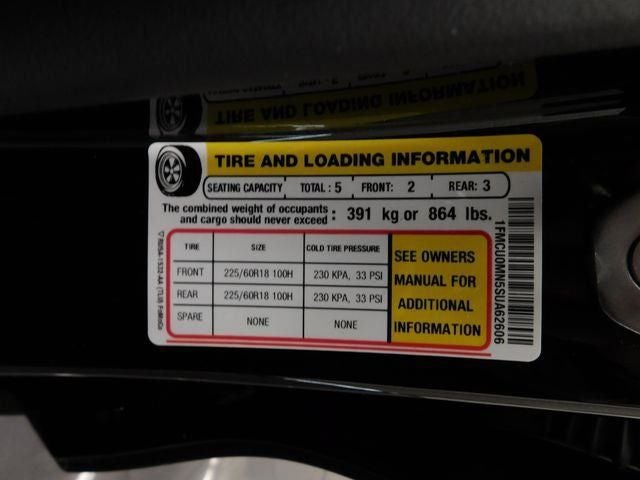 TIRE AND LOADING INFORMATION
TIRE AND LOADING INFORMATION
SEATING CAPACITY TOTAL: 5 FRONT: 2 REAR: 3
The combined weight of occupants
and cargo should never exceed : 391 kg or 864 lbs.
TIRE SIZE COLD TIRE PRESSURE
FRONT 225/60R18 100H 230 KPA, 33 PSI
REAR 225/60R18 100H 230 KPA, 33 PSI
SPARE NONE NONE
SEE OWNERS
MANUAL FOR
ADDITIONAL
INFORMATION
1FMCU0MN5SUA62606